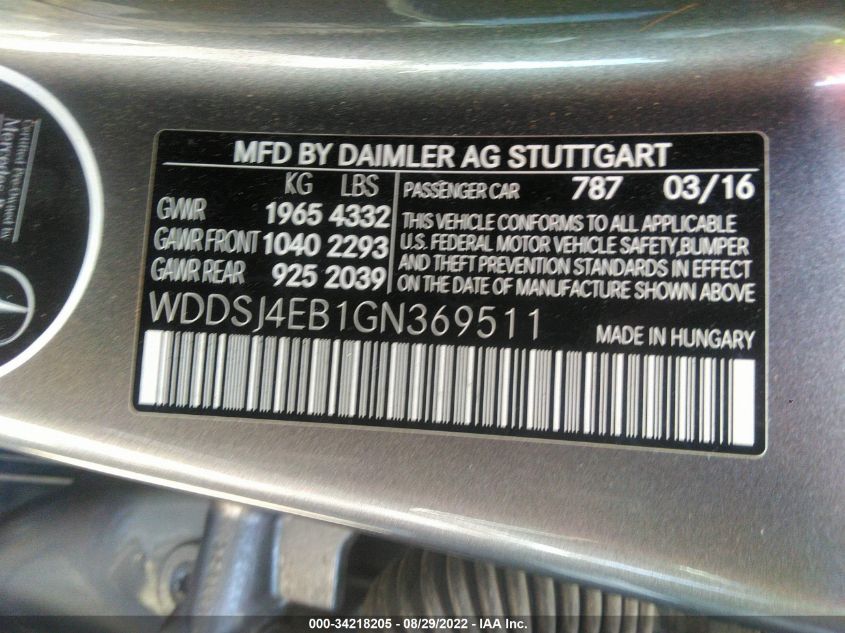 MFD BY DAIMLER AG STUTTGART
KG LBS
GVWR 1965 4332
GAWR FRONT 1040 2293
GAWR REAR 925 2039
PASSENGER CAR 787 03/16
THIS VEHICLE CONFORMS TO ALL APPLICABLE
U.S. FEDERAL MOTOR VEHICLE SAFETY,BUMPER
AND THEFT PREVENTION STANDARDS IN EFFECT
ON THE DATE OF MANUFACTURE SHOWN ABOVE
WDDSJ4EB1GN369511
MADE IN HUNGARY
000-34218205 - 08/29/2022 - IAA Inc.